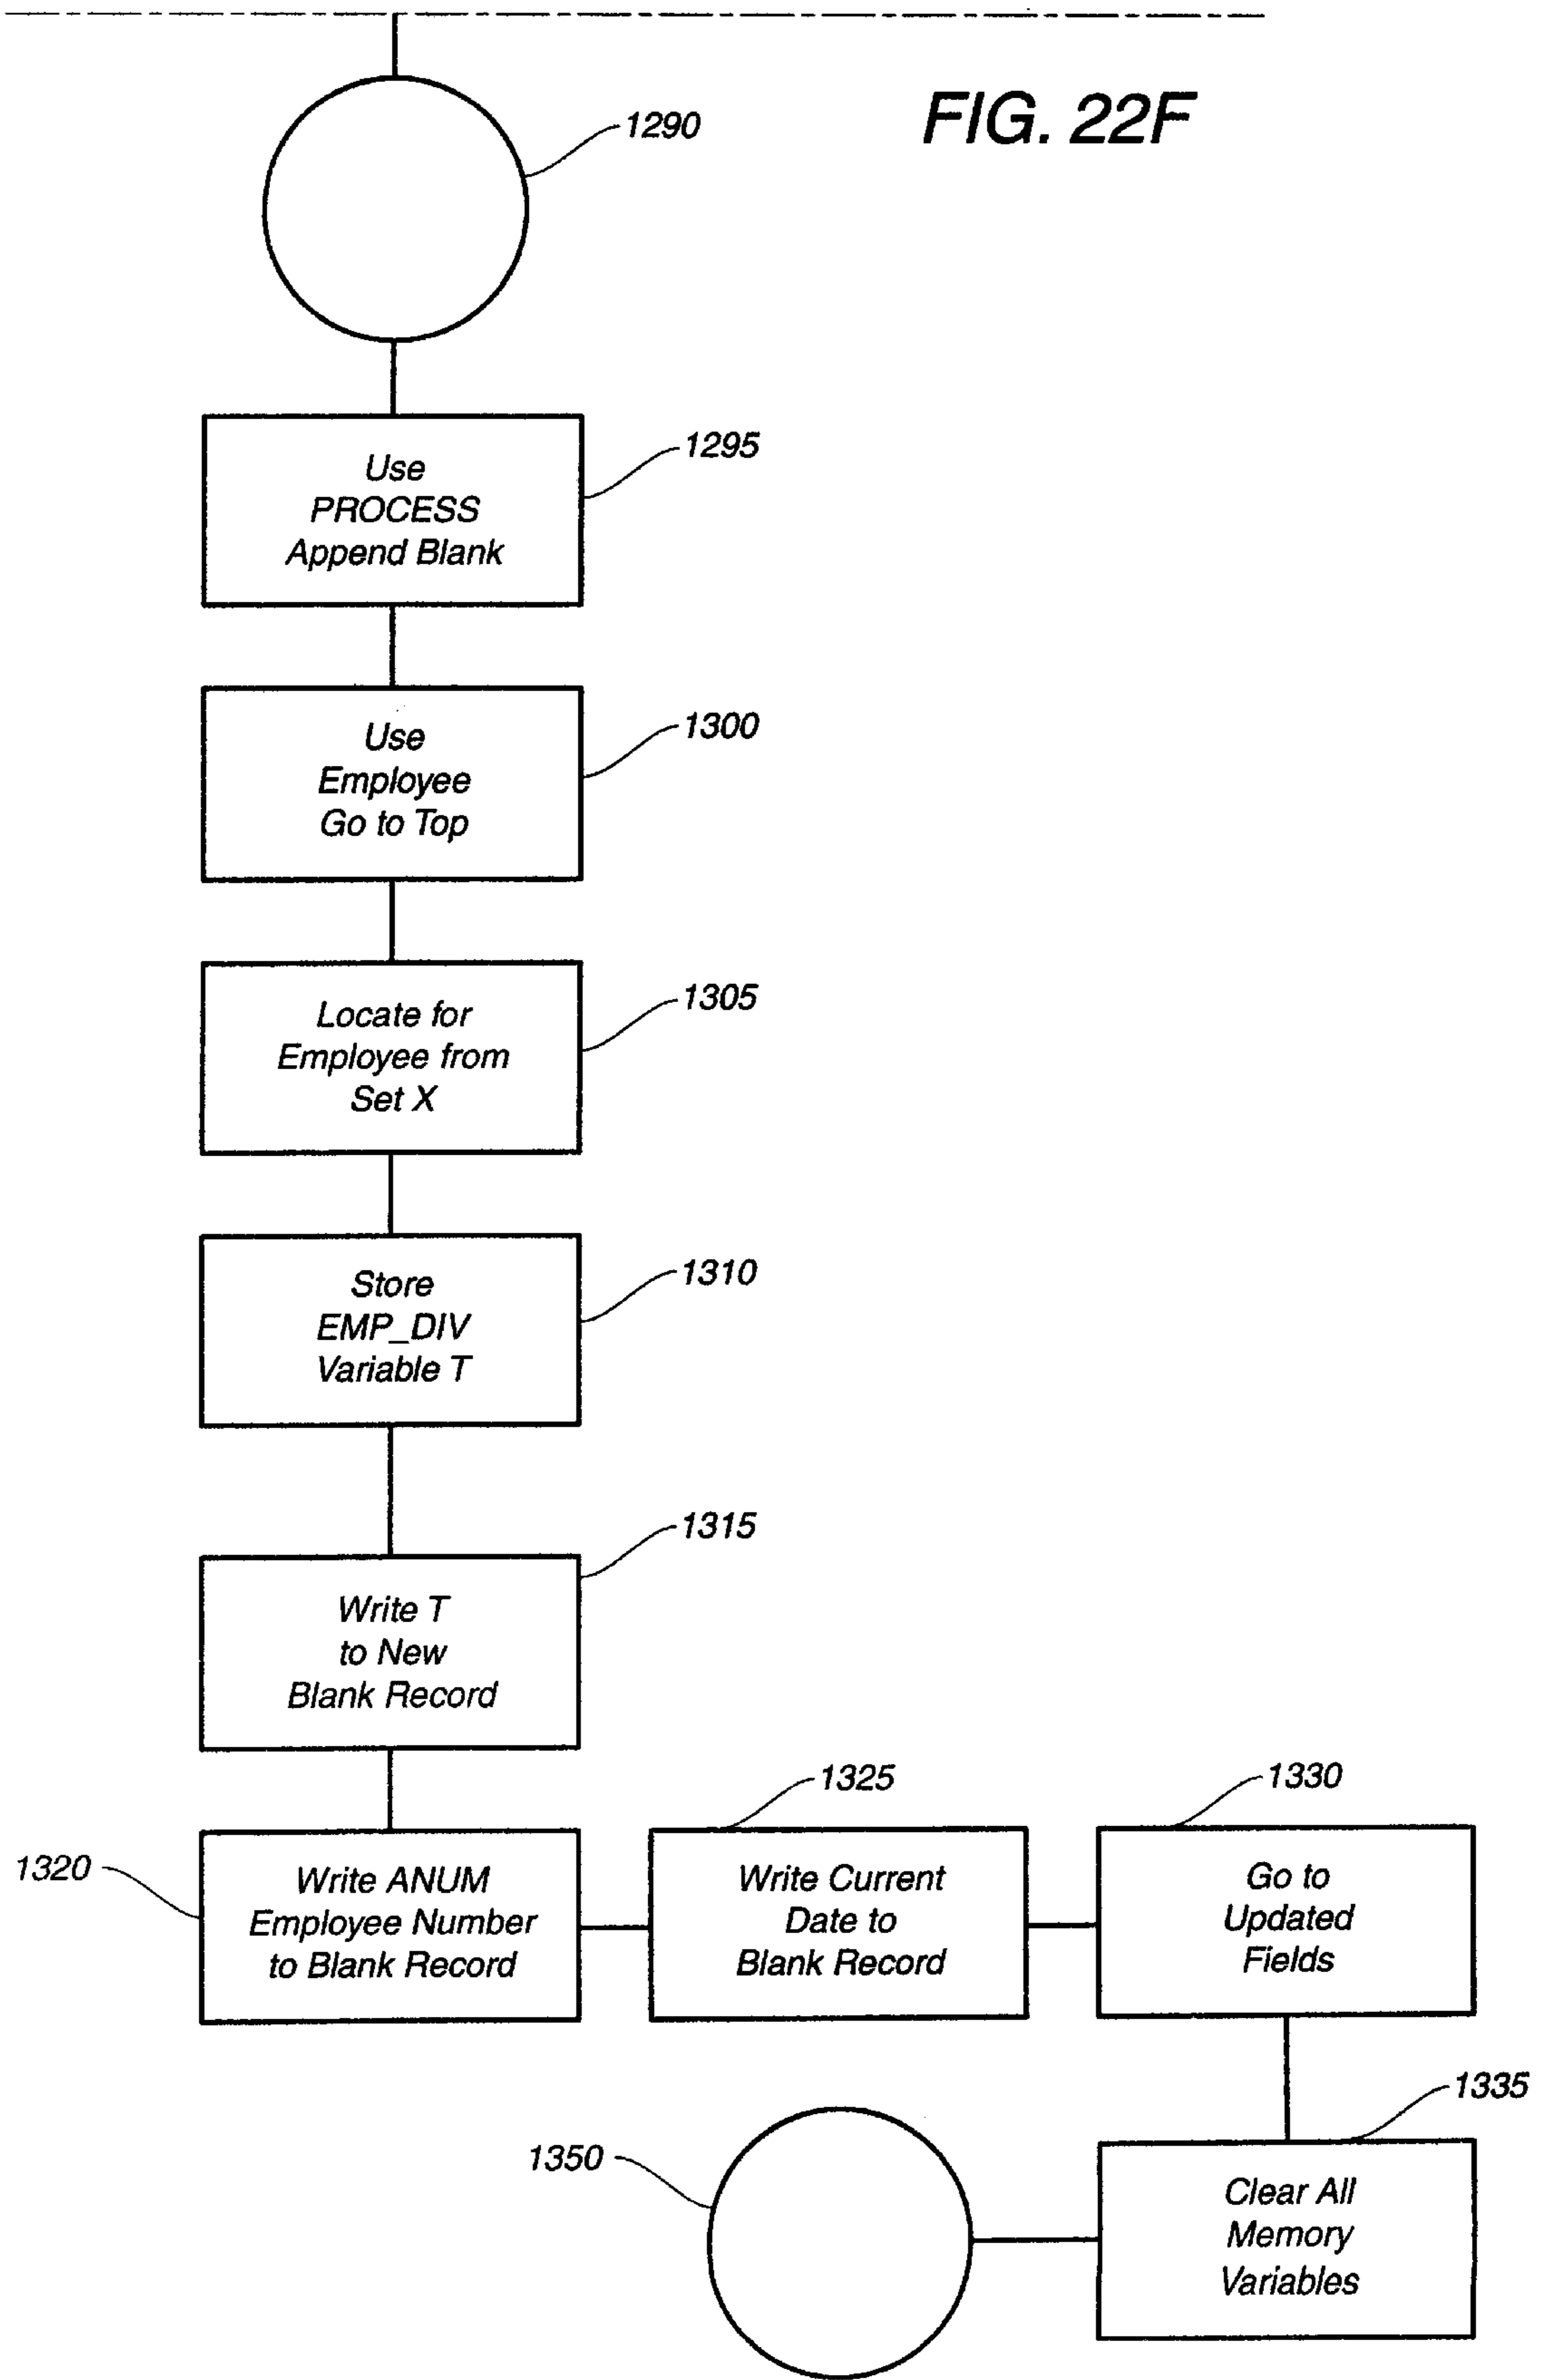 FIG. 22F
1290
1295
Use
PROCESS
Append Blank
1300
Use
Employee
Go to Top
1305
Locate for
Employee from
Set X
1310
Store
EMP_DIV
Variable T
1315
Write T
to New
Blank Record
1320
Write ANUM
Employee Number
to Blank Record
1325
Write Current
Date to
Blank Record
1330
Go to
Updated
Fields
1335
Clear All
Memory
Variables
1350